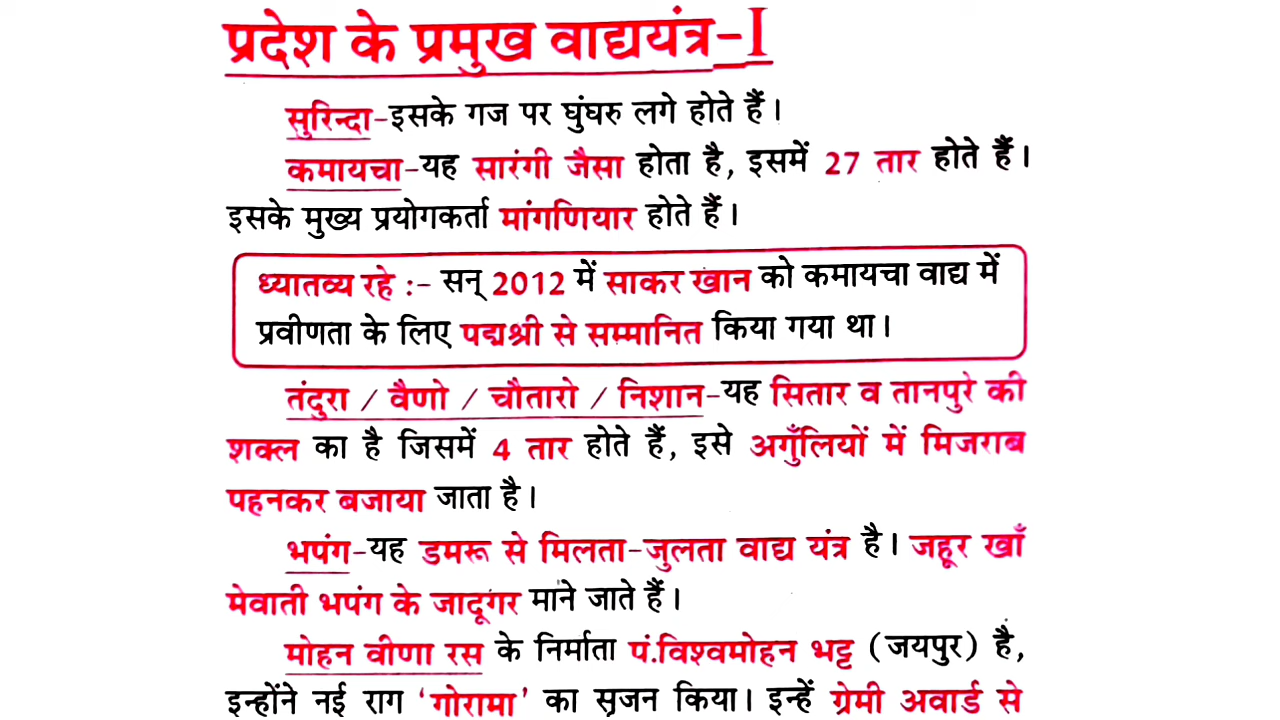 प्रदेश के प्रमुख वाद्ययंत्र-I
सुरिन्दा-इसके गज पर घुंघरु लगे होते हैं।
कमायचा-यह सारंगी जैसा होता है, इसमें 27 तार होते हैं।
इसके मुख्य प्रयोगकर्ता मांगणियार होते हैं।
ध्यातव्य रहे :- सन् 2012 में साकर खान को कमायचा वाद्य में
प्रवीणता के लिए पद्मश्री से सम्मानित किया गया था।
तंदुरा / वैणो / चौतारो / निशान-यह सितार व तानपुरे की
शक्ल का है जिसमें 4 तार होते हैं, इसे अगुँलियों में मिजराब
पहनकर बजाया जाता है।
भपंग-यह डमरू से मिलता-जुलता वाद्य यंत्र है। जहूर खाँ
मेवाती भपंग के जादूगर माने जाते हैं।
मोहन वीणा रस के निर्माता पं.विश्वमोहन भट्ट (जयपुर) है,
इन्होंने नई राग 'गोरामा' का सृजन किया। इन्हें ग्रेमी अवार्ड से